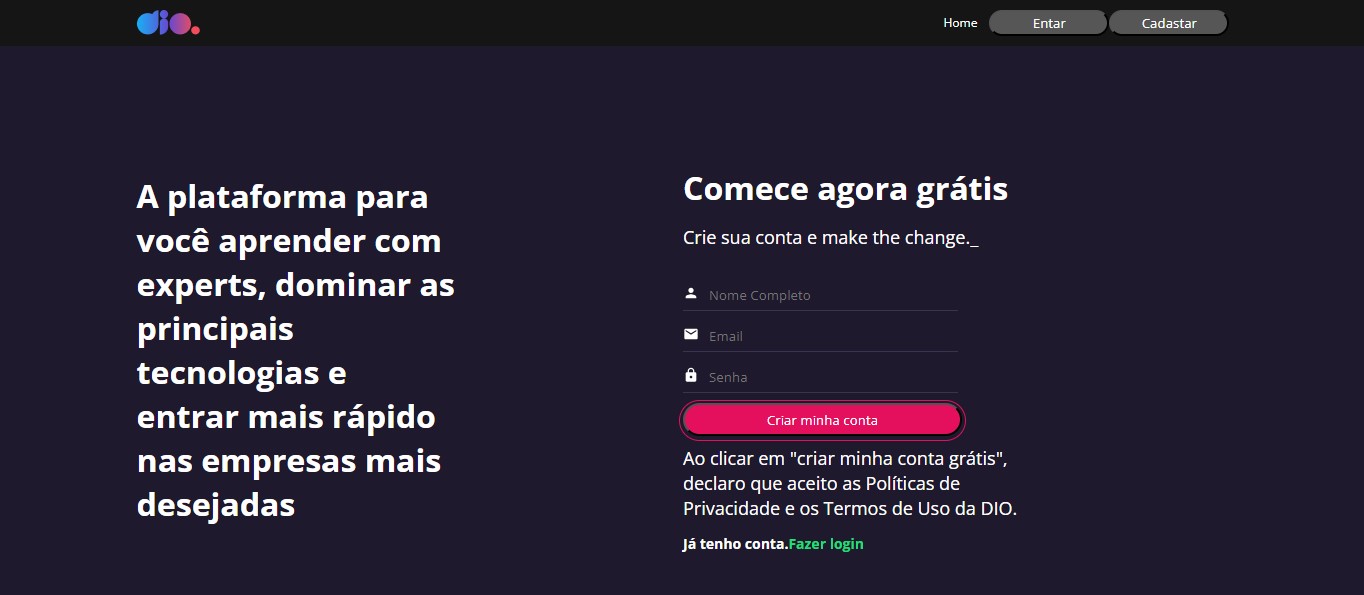 dio.
Home
Entar
Cadastar
A plataforma para
você aprender com
experts, dominar as
principais
tecnologias e
entrar mais rápido
nas empresas mais
desejadas
Comece agora grátis
Crie sua conta e make the change._
Nome Completo
Email
Senha
Criar minha conta
Ao clicar em "criar minha conta grátis",
declaro que aceito as Políticas de
Privacidade e os Termos de Uso da DIO.
Já tenho conta.Fazer login